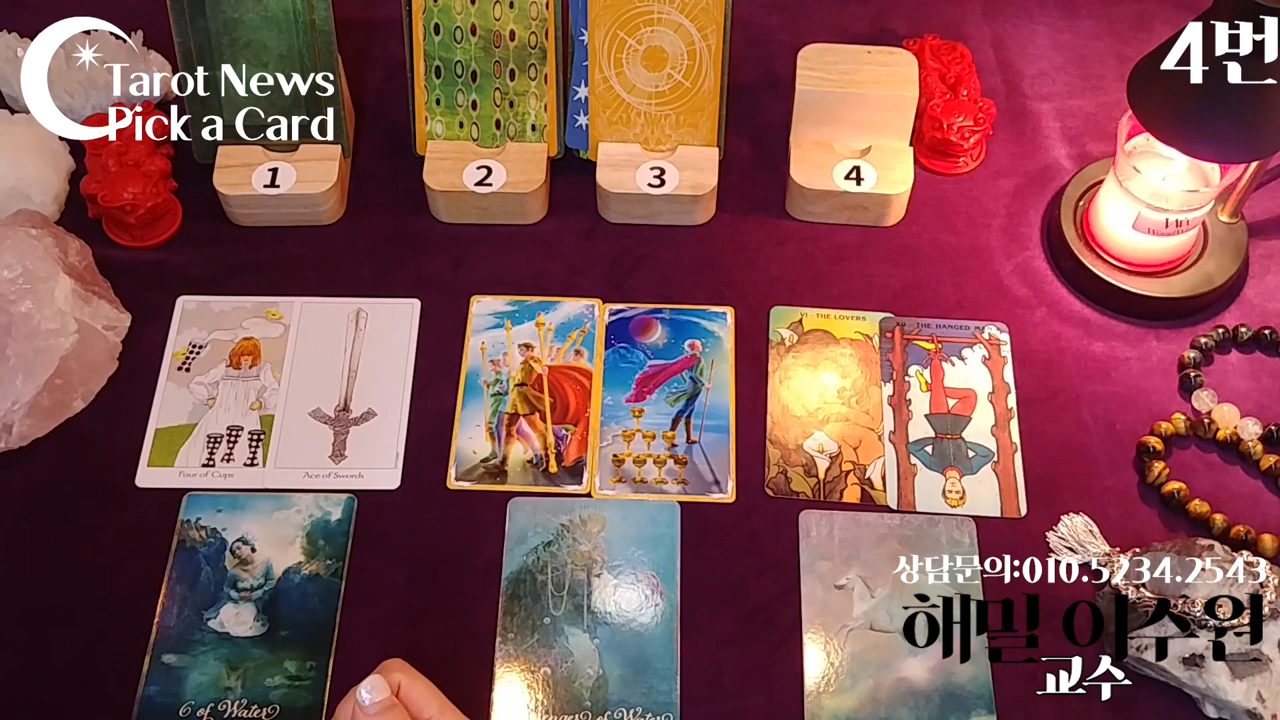 Tarot News
Pick a Card
4번
1
2
3
4
VI - THE LOVERS
THE HANGED
Four of Cups
Ace of Swords
6 of Water
of Water
상담문의:010.5234.2543
해밀 이수원
교수